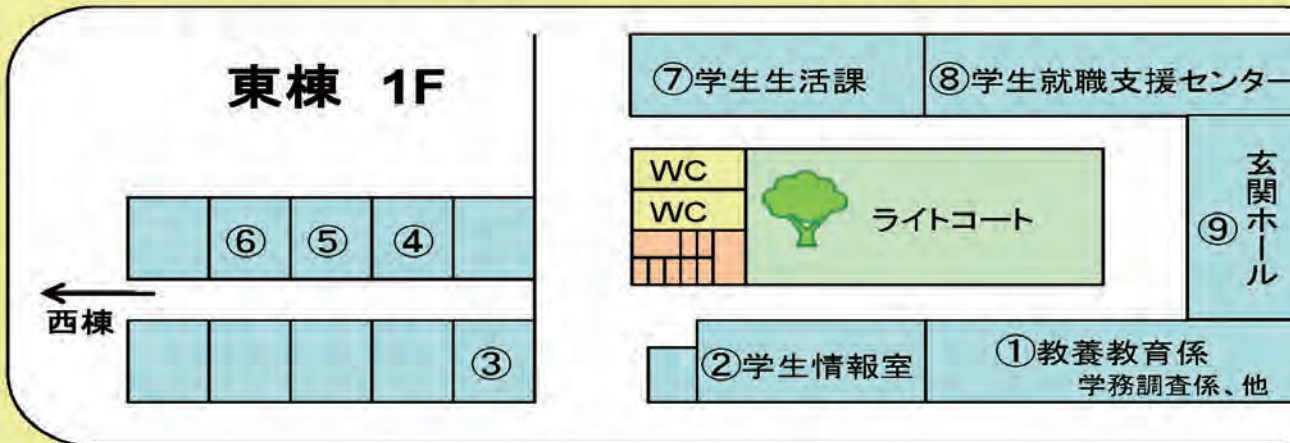 東棟 1F
⑦学生生活課
⑧学生就職支援センター
WC
WC
ライトコート
⑨玄関ホール
⑥
⑤
④
西棟
③
②学生情報室
①教養教育係
学務調査係、他